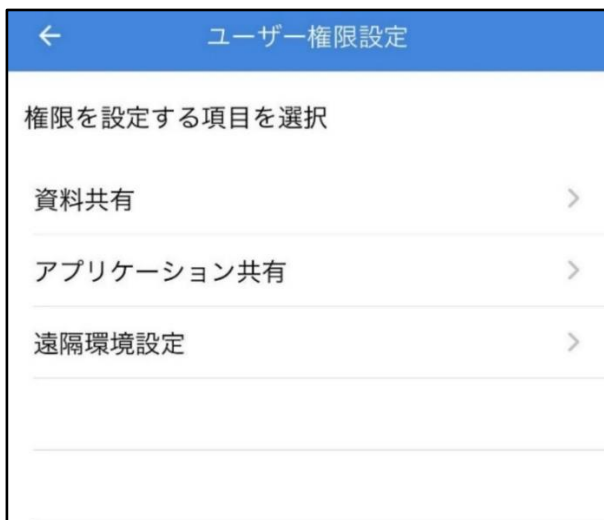 ユーザー権限設定
権限を設定する項目を選択
資料共有
アプリケーション共有
遠隔環境設定